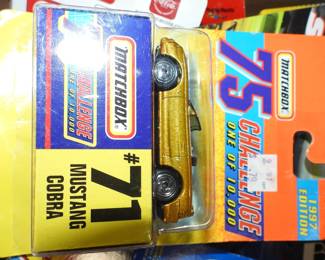 MATCHBOX
75
CHALLENGE
ONE OF 10,000
1997
EDITION
MATCHBOX
CHALLENGE
#71
MUSTANG
COBRA